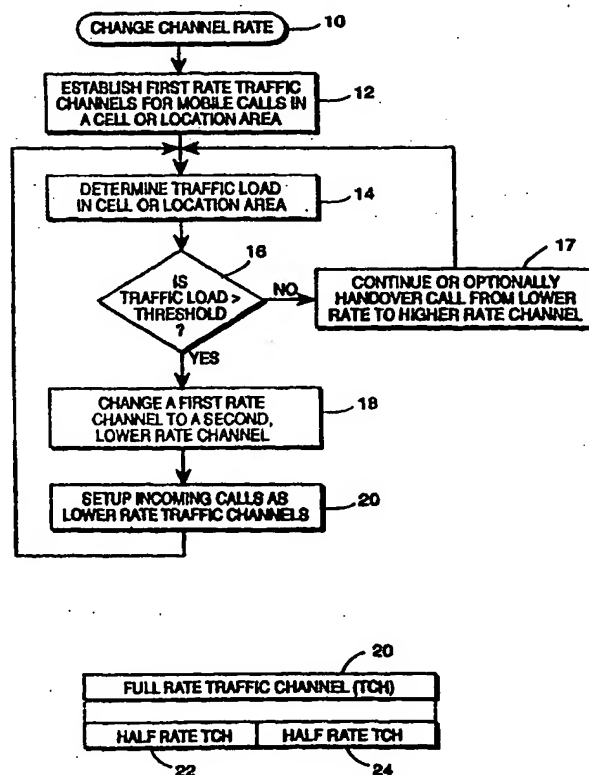 CHANGE CHANNEL RATE
10
ESTABLISH FIRST RATE TRAFFIC
CHANNELS FOR MOBILE CALLS IN
A CELL OR LOCATION AREA
12
DETERMINE TRAFFIC LOAD
IN CELL OR LOCATION AREA
14
16
IS
TRAFFIC LOAD >
THRESHOLD
?
NO
YES
17
CONTINUE OR OPTIONALLY
HANDOVER CALL FROM LOWER
RATE TO HIGHER RATE CHANNEL
CHANGE A FIRST RATE
CHANNEL TO A SECOND,
LOWER RATE CHANNEL
18
SETUP INCOMING CALLS AS
LOWER RATE TRAFFIC CHANNELS
20
20
FULL RATE TRAFFIC CHANNEL (TCH)
HALF RATE TCH
HALF RATE TCH
22
24